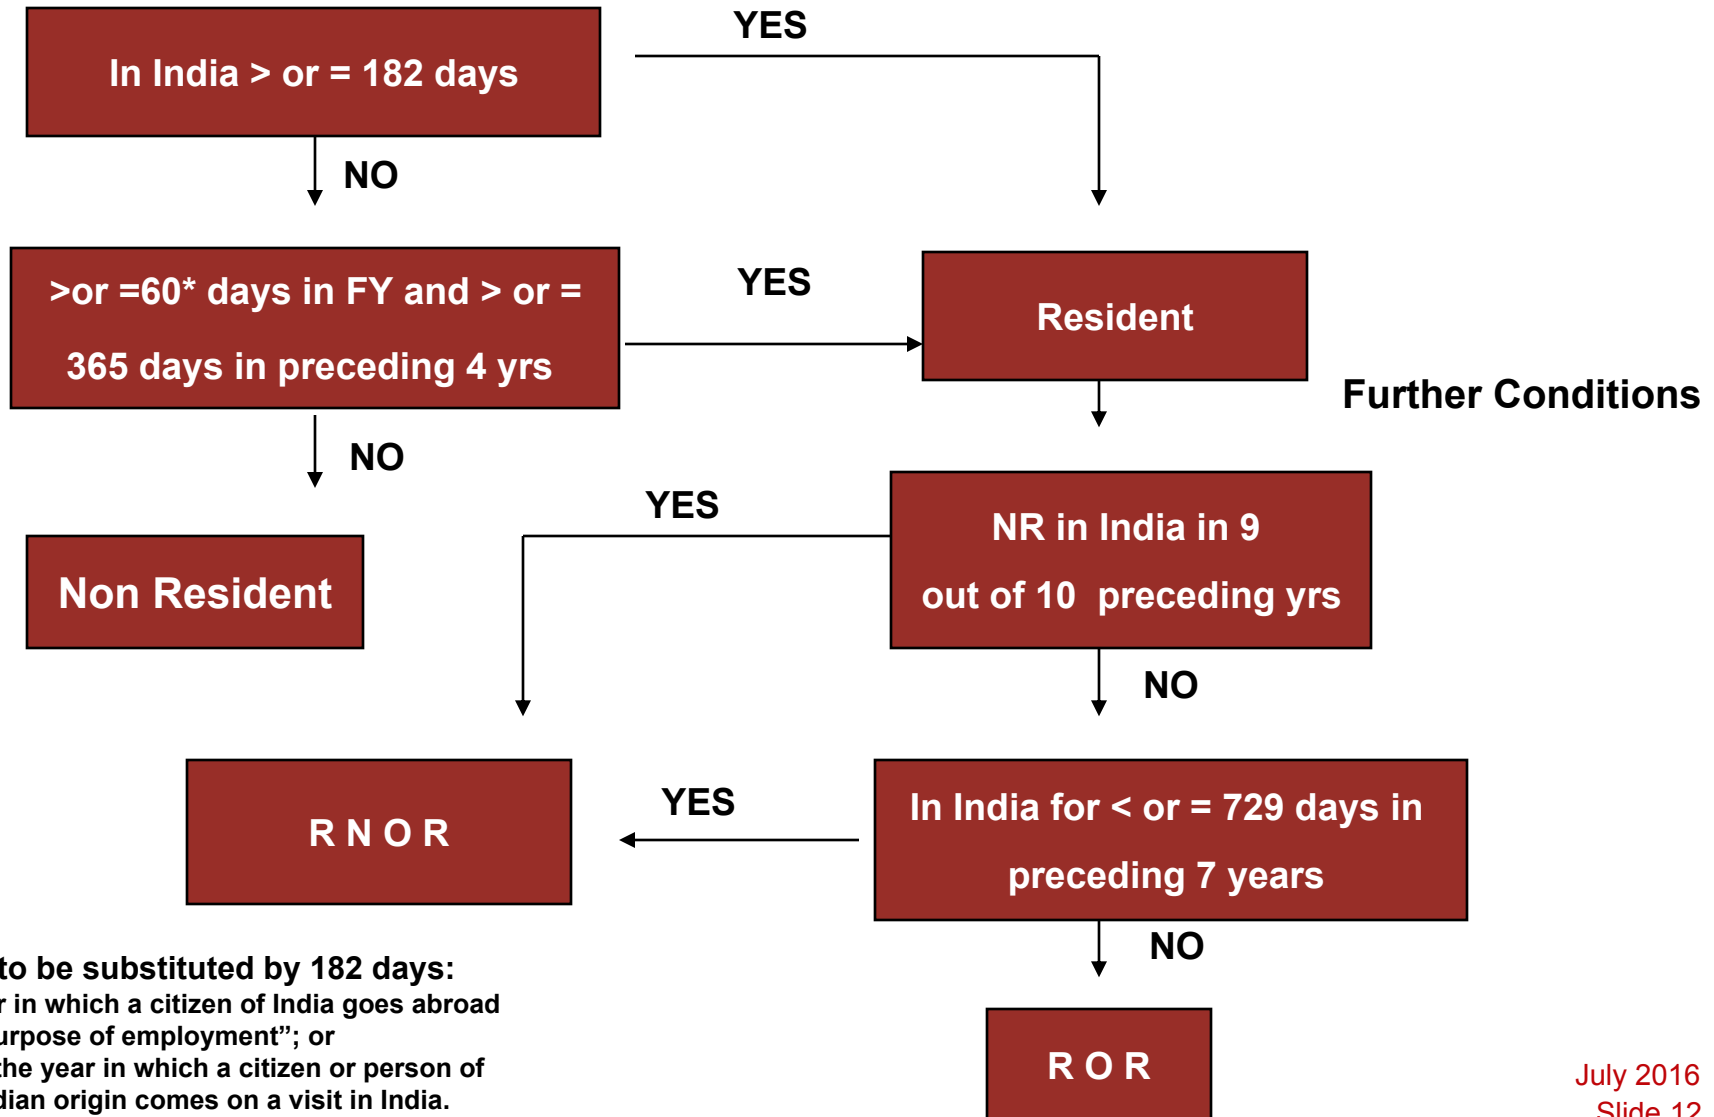 YES
In India > or = 182 days
NO
>or =60* days in FY and > or =
365 days in preceding 4 yrs
YES
Resident
Further Conditions
NO
YES
NR in India in 9
out of 10 preceding yrs
Non Resident
NO
R N O R
YES
In India for < or = 729 days in
preceding 7 years
NO
to be substituted by 182 days:
in which a citizen of India goes abroad
of employment”; or
the year in which a citizen or person of
origin comes on a visit in India.
R O R
July 2016
Slide 12